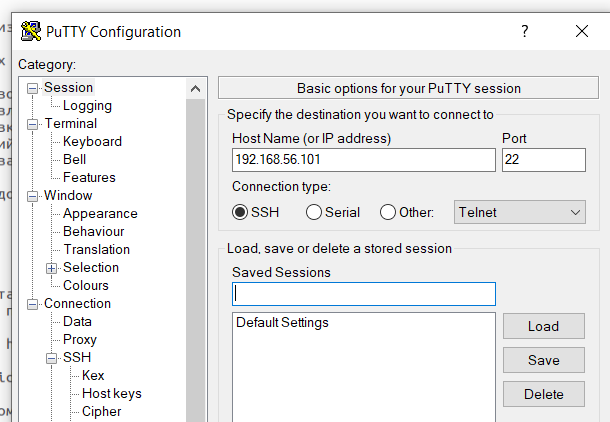 PuTTY Configuration
?
Category:
Session
Logging
Terminal
Keyboard
Bell
Features
Window
Appearance
Behaviour
Translation
Selection
Colours
Connection
Data
Proxy
SSH
Kex
Host keys
Cipher
Basic options for your PuTTY session
Specify the destination you want to connect to
Host Name (or IP address) Port
192.168.56.101 22
Connection type:
SSH Serial Other: Telnet
Load, save or delete a stored session
Saved Sessions
Default Settings
Load
Save
Delete